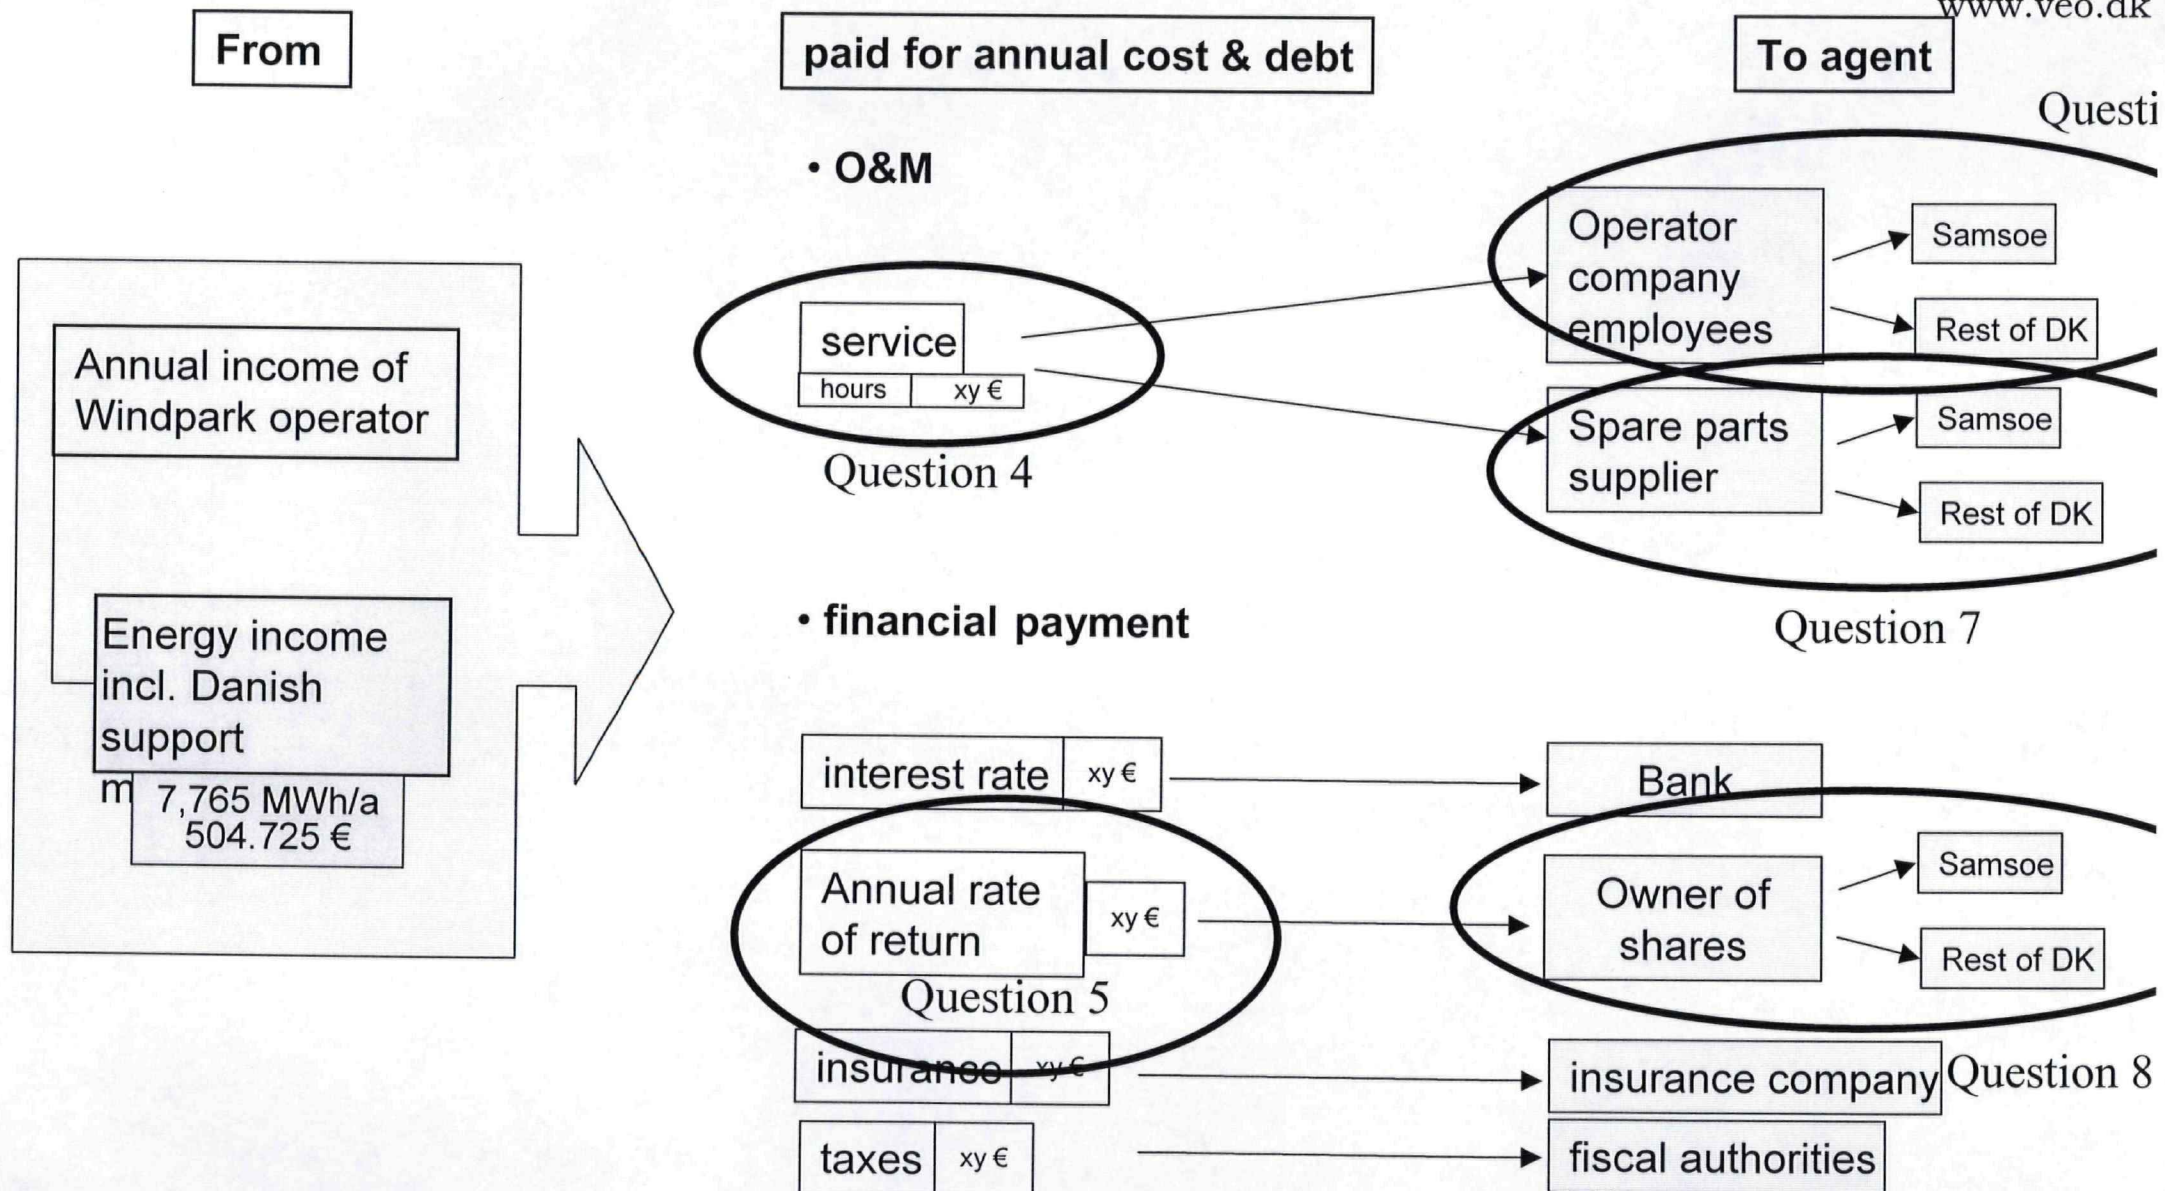 www.veo.dk
From
paid for annual cost & debt
To agent
Questi
• O&M
Operator
company
employees
Samsoe
Rest of DK
service
hours
xy €
Question 4
Annual income of
Windpark operator
Spare parts
supplier
Samsoe
Rest of DK
Question 7
• financial payment
Energy income
incl. Danish
support
m
7,765 MWh/a
504.725 €
interest rate
xy €
Bank
Annual rate
of return
xy €
Question 5
Owner of
shares
Samsoe
Rest of DK
insurance
xy €
insurance company
Question 8
taxes
xy €
fiscal authorities